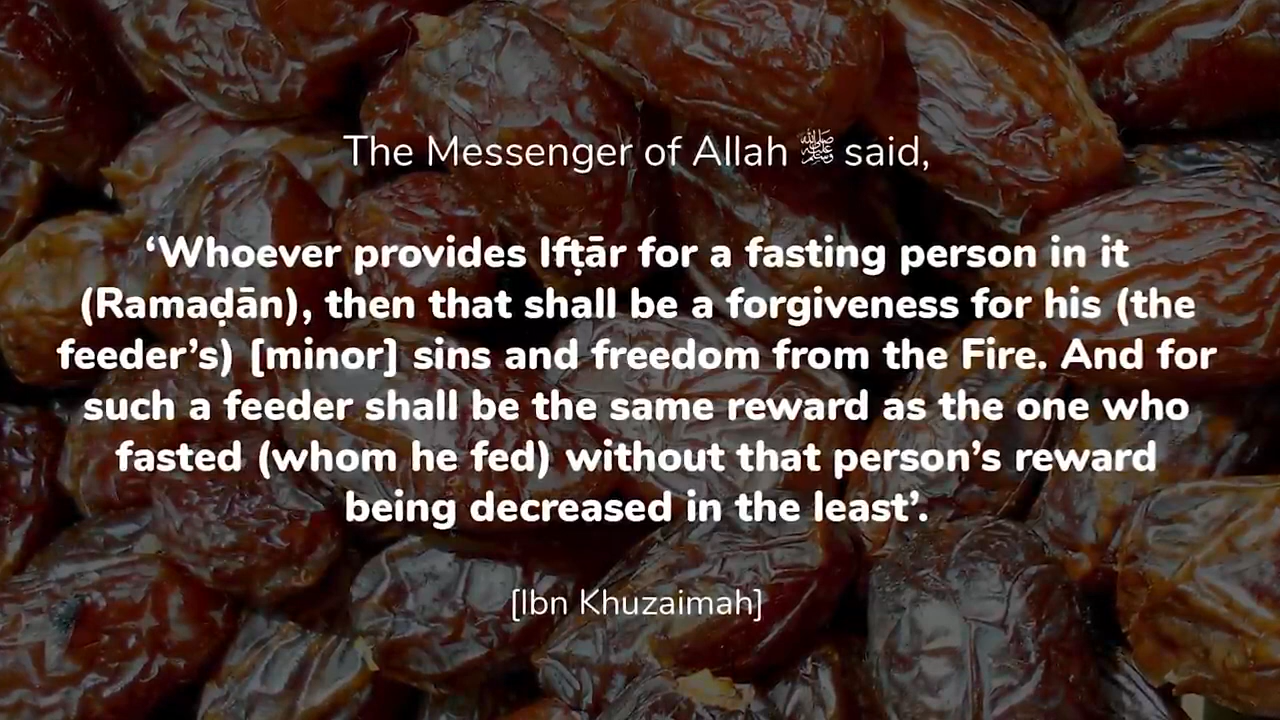 The Messenger of Allah ﷺ said,
‘Whoever provides Ifṭār for a fasting person in it
(Ramaḍān), then that shall be a forgiveness for his (the
feeder’s) [minor] sins and freedom from the Fire. And for
such a feeder shall be the same reward as the one who
fasted (whom he fed) without that person’s reward
being decreased in the least’.
[Ibn Khuzaimah]